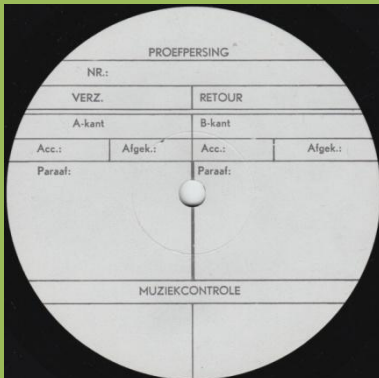 PROEFPERSING
NR.:
VERZ. RETOUR
A-kant B-kant
Acc.: Afgek.: Acc.: Afgek.:
Paraaf: Paraaf:
MUZIEKCONTROLE